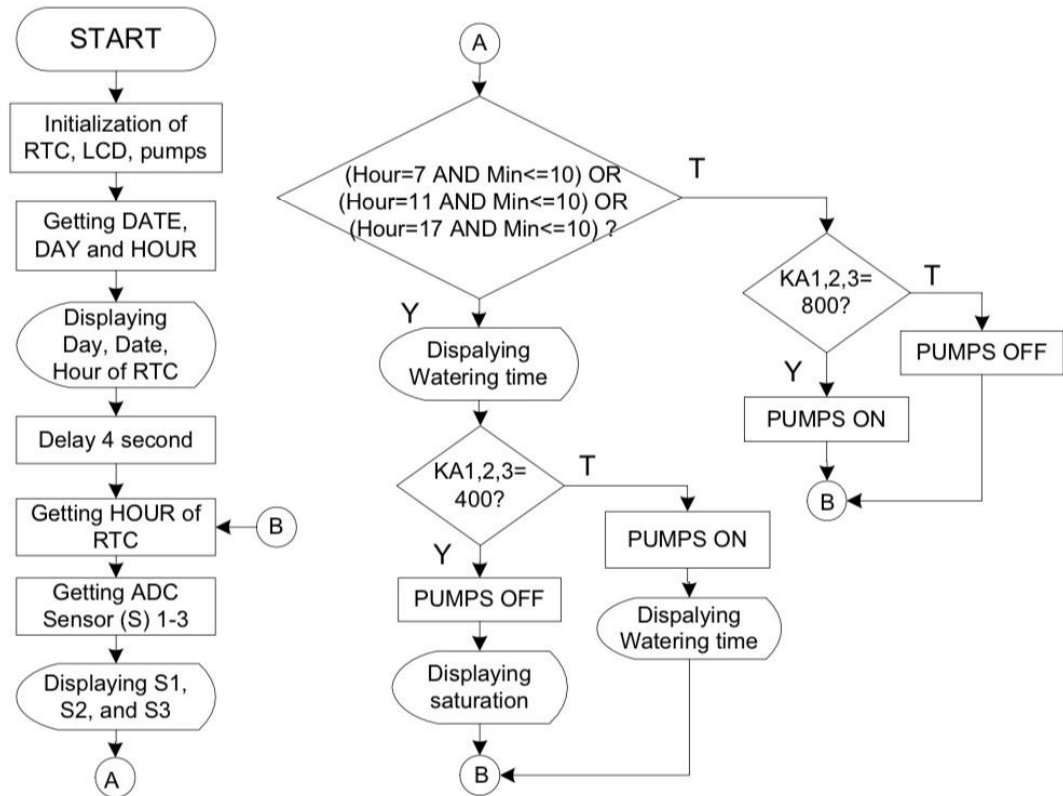 START
Initialization of
RTC, LCD, pumps
Getting DATE,
DAY and HOUR
Displaying
Day, Date,
Hour of RTC
Delay 4 second
Getting HOUR of
RTC
B
Getting ADC
Sensor (S) 1-3
Displaying S1,
S2, and S3
A
A
(Hour=7 AND Min<=10) OR
(Hour=11 AND Min<=10) OR
(Hour=17 AND Min<=10) ?
T
Y
KA1,2,3=
800?
T
PUMPS OFF
Y
PUMPS ON
B
Dispalying
Watering time
KA1,2,3=
400?
T
PUMPS ON
Dispalying
Watering time
Y
PUMPS OFF
Displaying
saturation
B